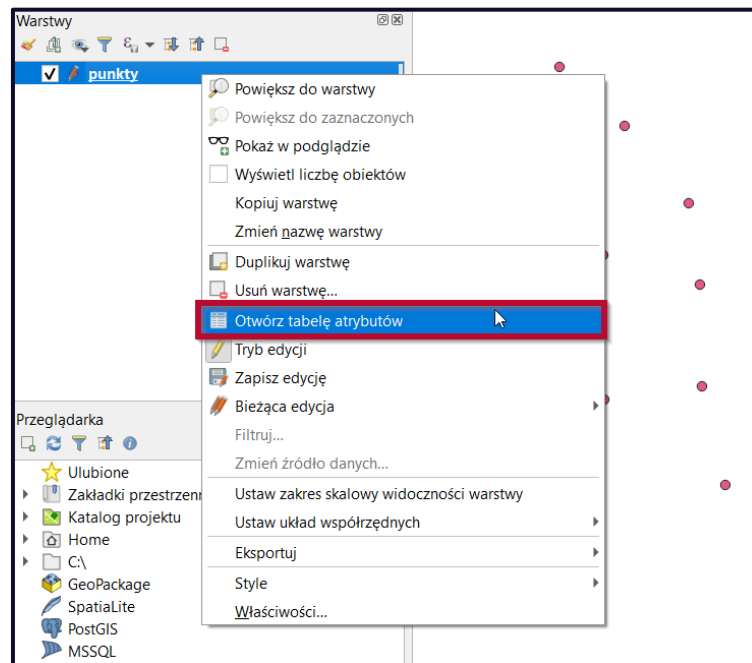 Warstwy
punkty
Powiększ do warstwy
Powiększ do zaznaczonych
Pokaż w podglądzie
Wyświetl liczbę obiektów
Kopiuj warstwę
Zmień nazwę warstwy
Duplikuj warstwę
Usuń warstwę...
Otwórz tabelę atrybutów
Tryb edycji
Zapisz edycję
Bieżąca edycja
Filtruj...
Zmień źródło danych...
Ustaw zakres skalowy widoczności warstwy
Ustaw układ współrzędnych
Eksportuj
Style
Właściwości...
Przeglądarka
Ulubione
Zakładki przestrzenn
Katalog projektu
Home
C:\
GeoPackage
SpatiaLite
PostGIS
MSSQL